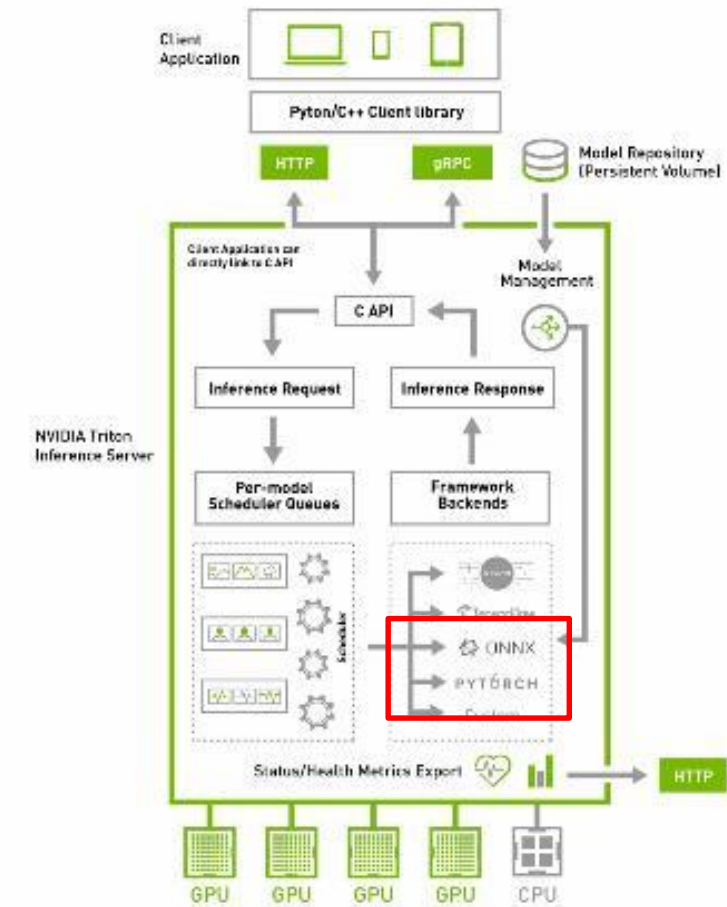 Client
Application
Pyton/C++ Client library
HTTP
gRPC
Model Repository
(Persistent Volume)
Client Application can
directly link to C API
Model
Management
C API
Inference Request
Inference Response
NVIDIA Triton
Inference Server
Per-model
Scheduler Queues
Framework
Backends
Scheduler
TensorFlow
ONNX
PYTORCH
Custom
Status/Health Metrics Export
HTTP
GPU
GPU
GPU
GPU
CPU